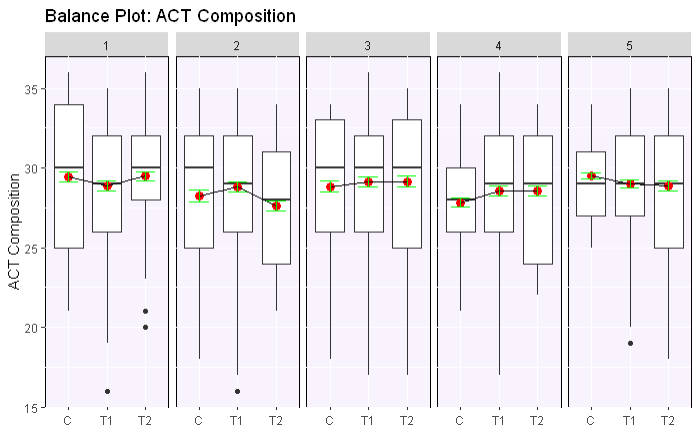 Balance Plot: ACT Composition
1 2 3 4 5
ACT Composition
35
30
25
20
15
C T1 T2 C T1 T2 C T1 T2 C T1 T2 C T1 T2